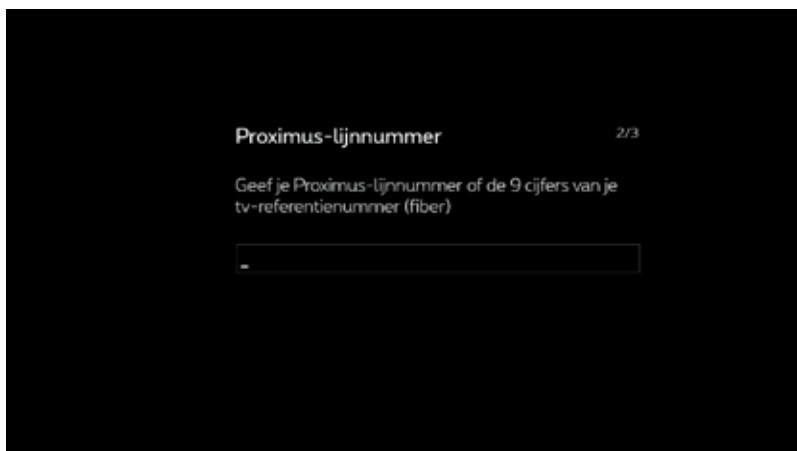 Proximus-lijnnummer 2/3
Geef je Proximus-lijnnummer of de 9 cijfers van je
tv-referentienummer (fiber)